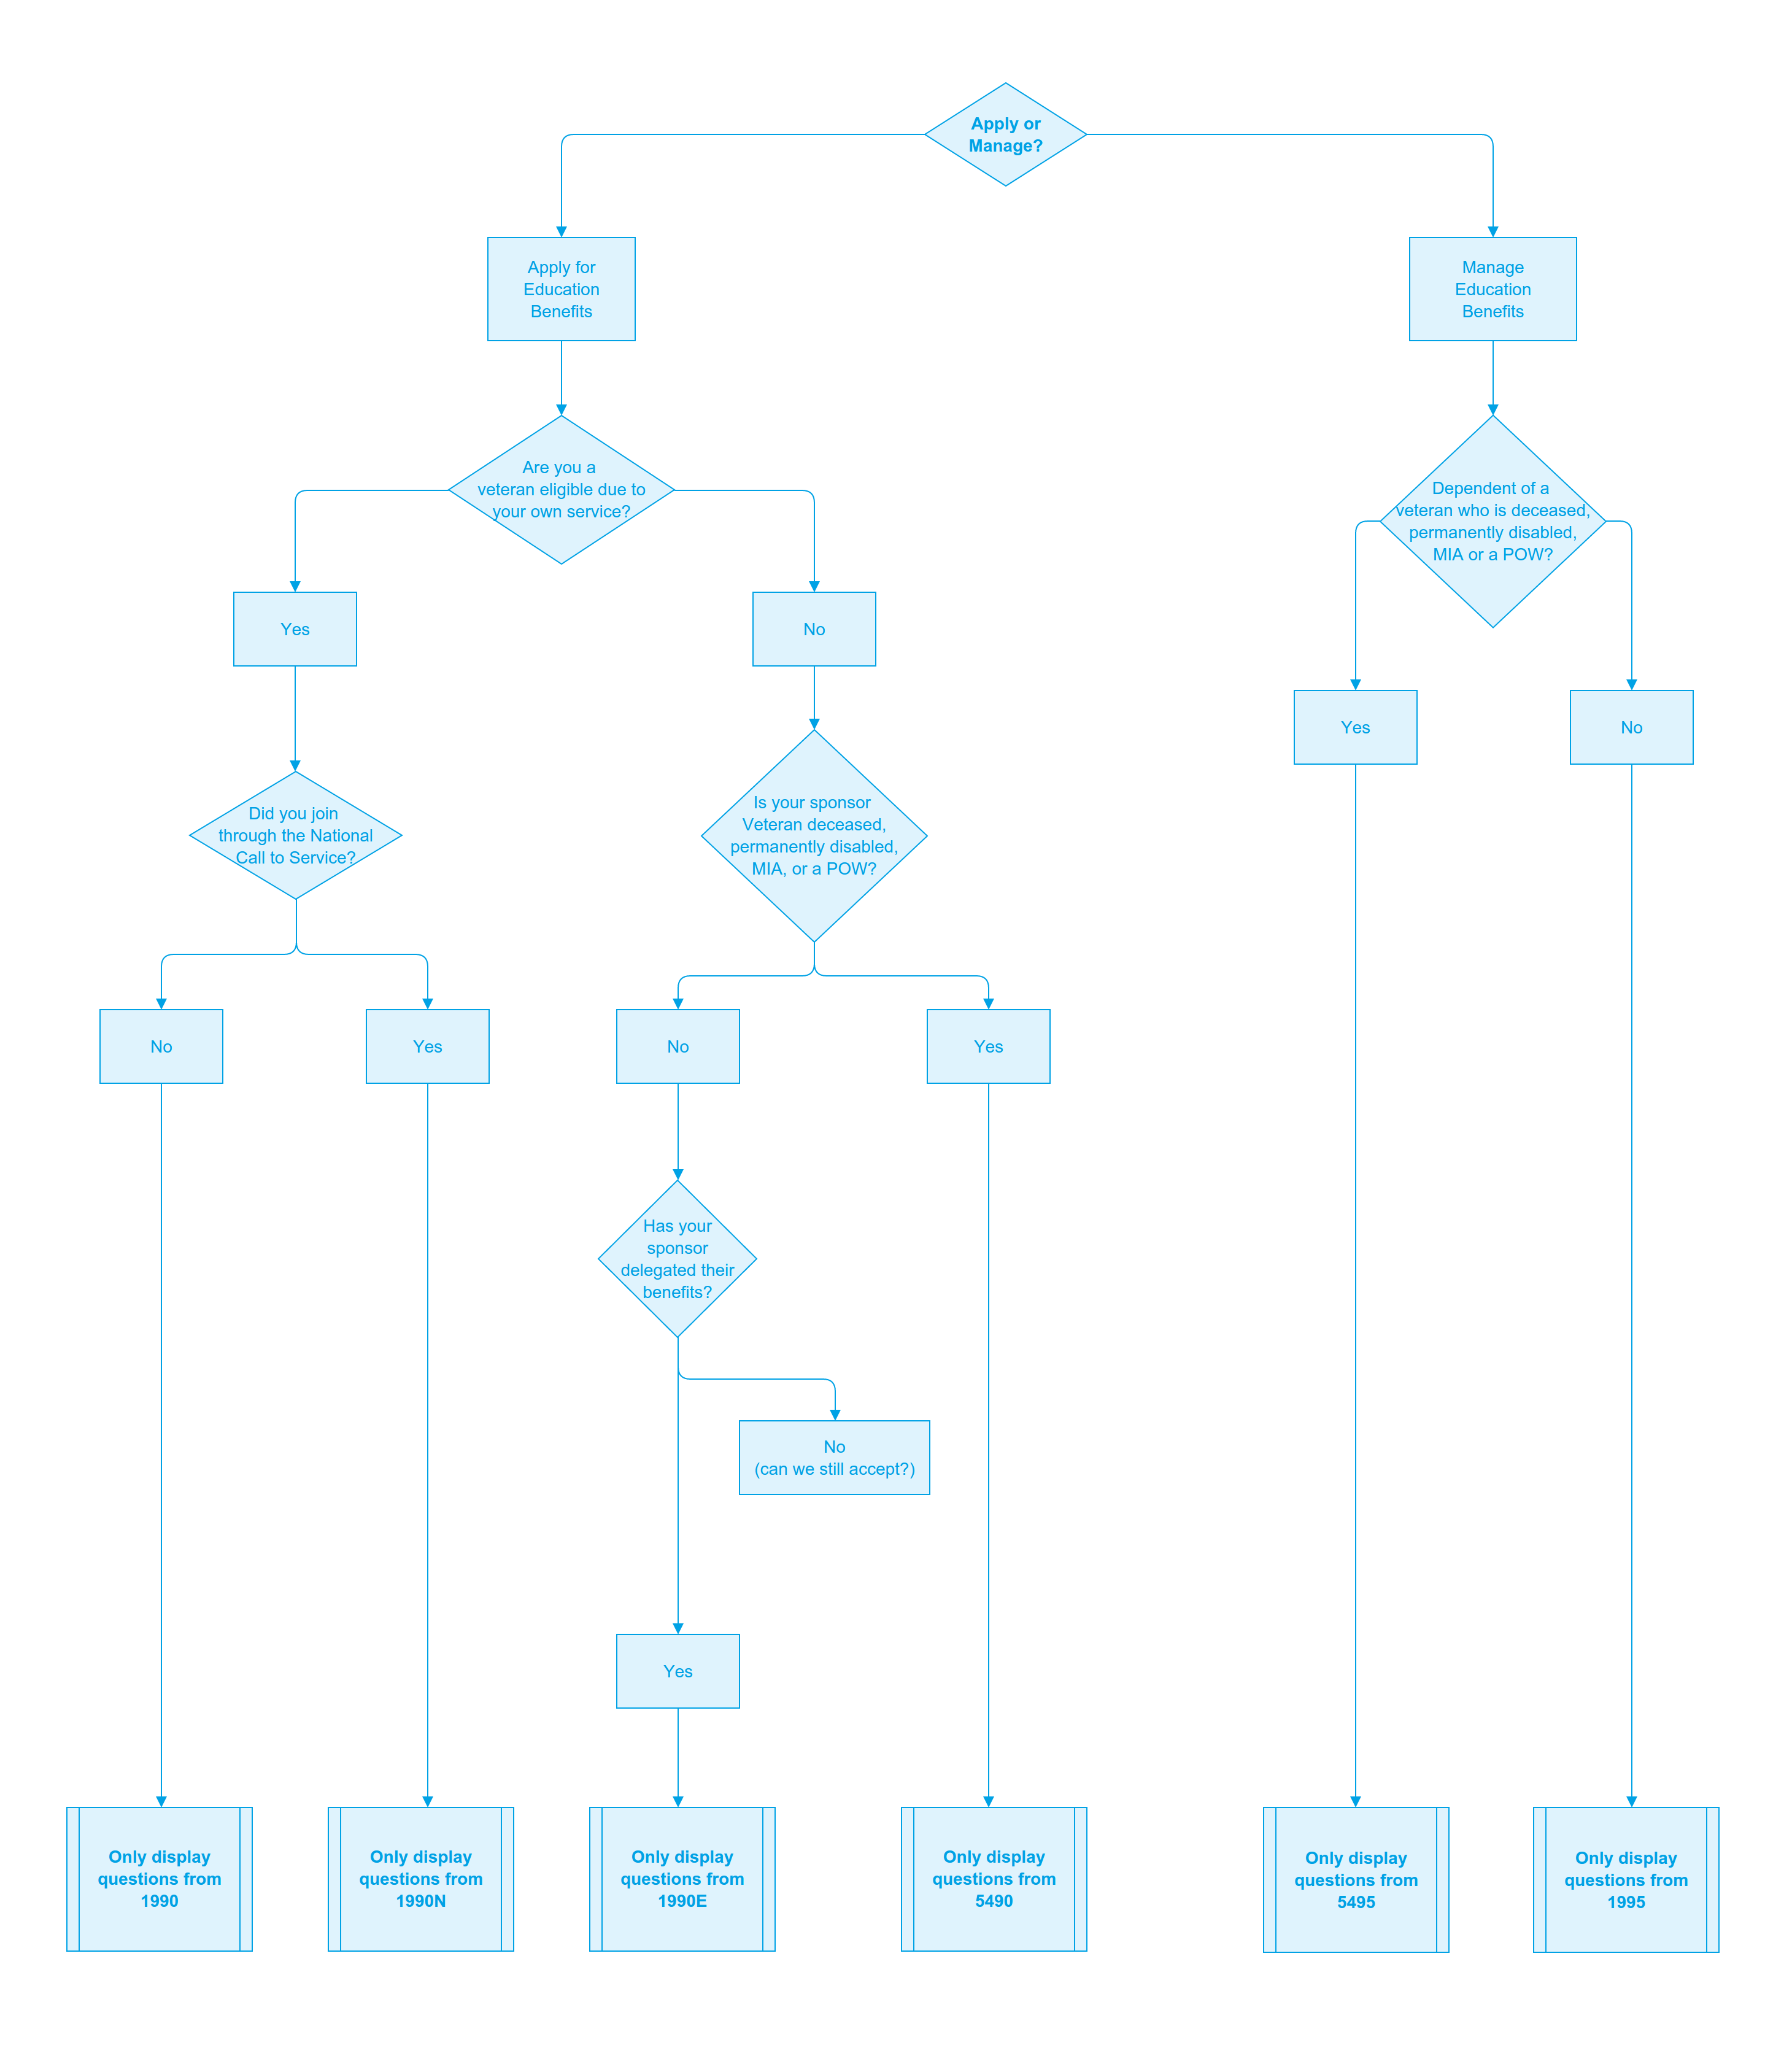 Apply or
Manage?
Apply for
Education
Benefits
Manage
Education
Benefits
Are you a
veteran eligible due to
your own service?
Dependent of a
veteran who is deceased,
permanently disabled,
MIA or a POW?
Yes
No
Yes
No
Did you join
through the National
Call to Service?
Is your sponsor
Veteran deceased,
permanently disabled,
MIA, or a POW?
No
Yes
No
Yes
Has your
sponsor
delegated their
benefits?
No
(can we still accept?)
Yes
Only display
questions from
1990
Only display
questions from
1990N
Only display
questions from
1990E
Only display
questions from
5490
Only display
questions from
5495
Only display
questions from
1995